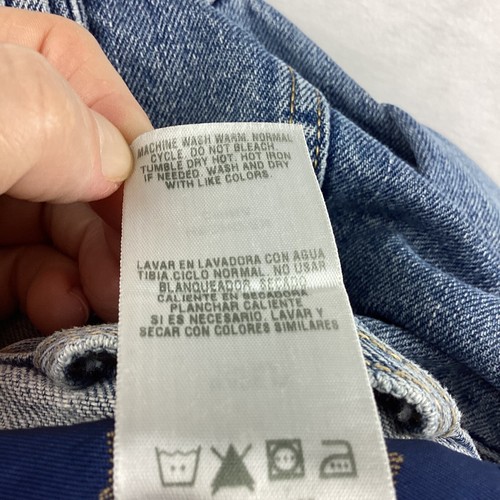 MACHINE WASH WARM. NORMAL
CYCLE. DO NOT BLEACH.
TUMBLE DRY HOT. HOT IRON
IF NEEDED. WASH AND DRY
WITH LIKE COLORS.
LAVAR EN LAVADORA CON AGUA
TIBIA.CICLO NORMAL. NO USAR
BLANQUEADOR. SECADO
CALIENTE EN SECADORA
PLANCHAR CALIENTE
SI ES NECESARIO. LAVAR Y
SECAR CON COLORES SIMILARES